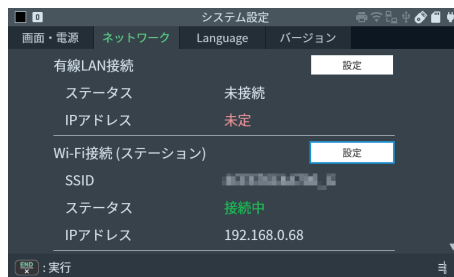 0 システム設定
画面・電源 ネットワーク Language バージョン
有線LAN接続 設定
ステータス 未接続
IPアドレス 未定
Wi-Fi接続 (ステーション) 設定
SSID
ステータス 接続中
IPアドレス 192.168.0.68
END × : 実行